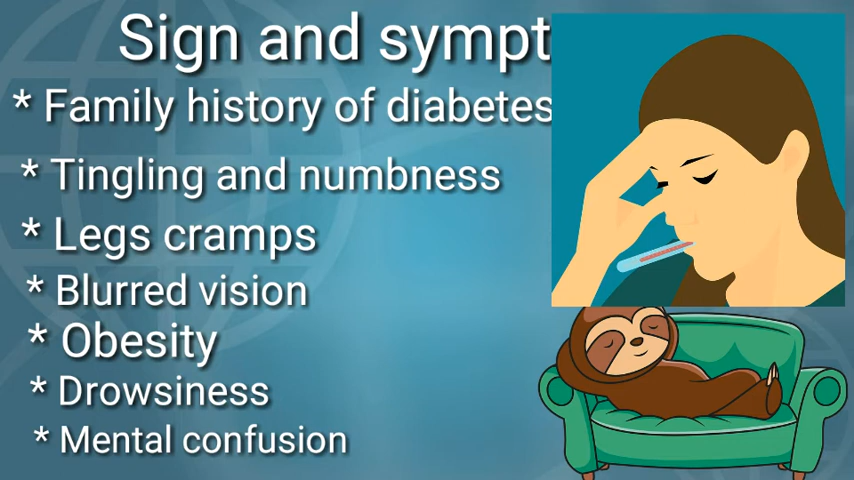 Sign and sympt
* Family history of diabetes
* Tingling and numbness
* Legs cramps
* Blurred vision
* Obesity
* Drowsiness
* Mental confusion